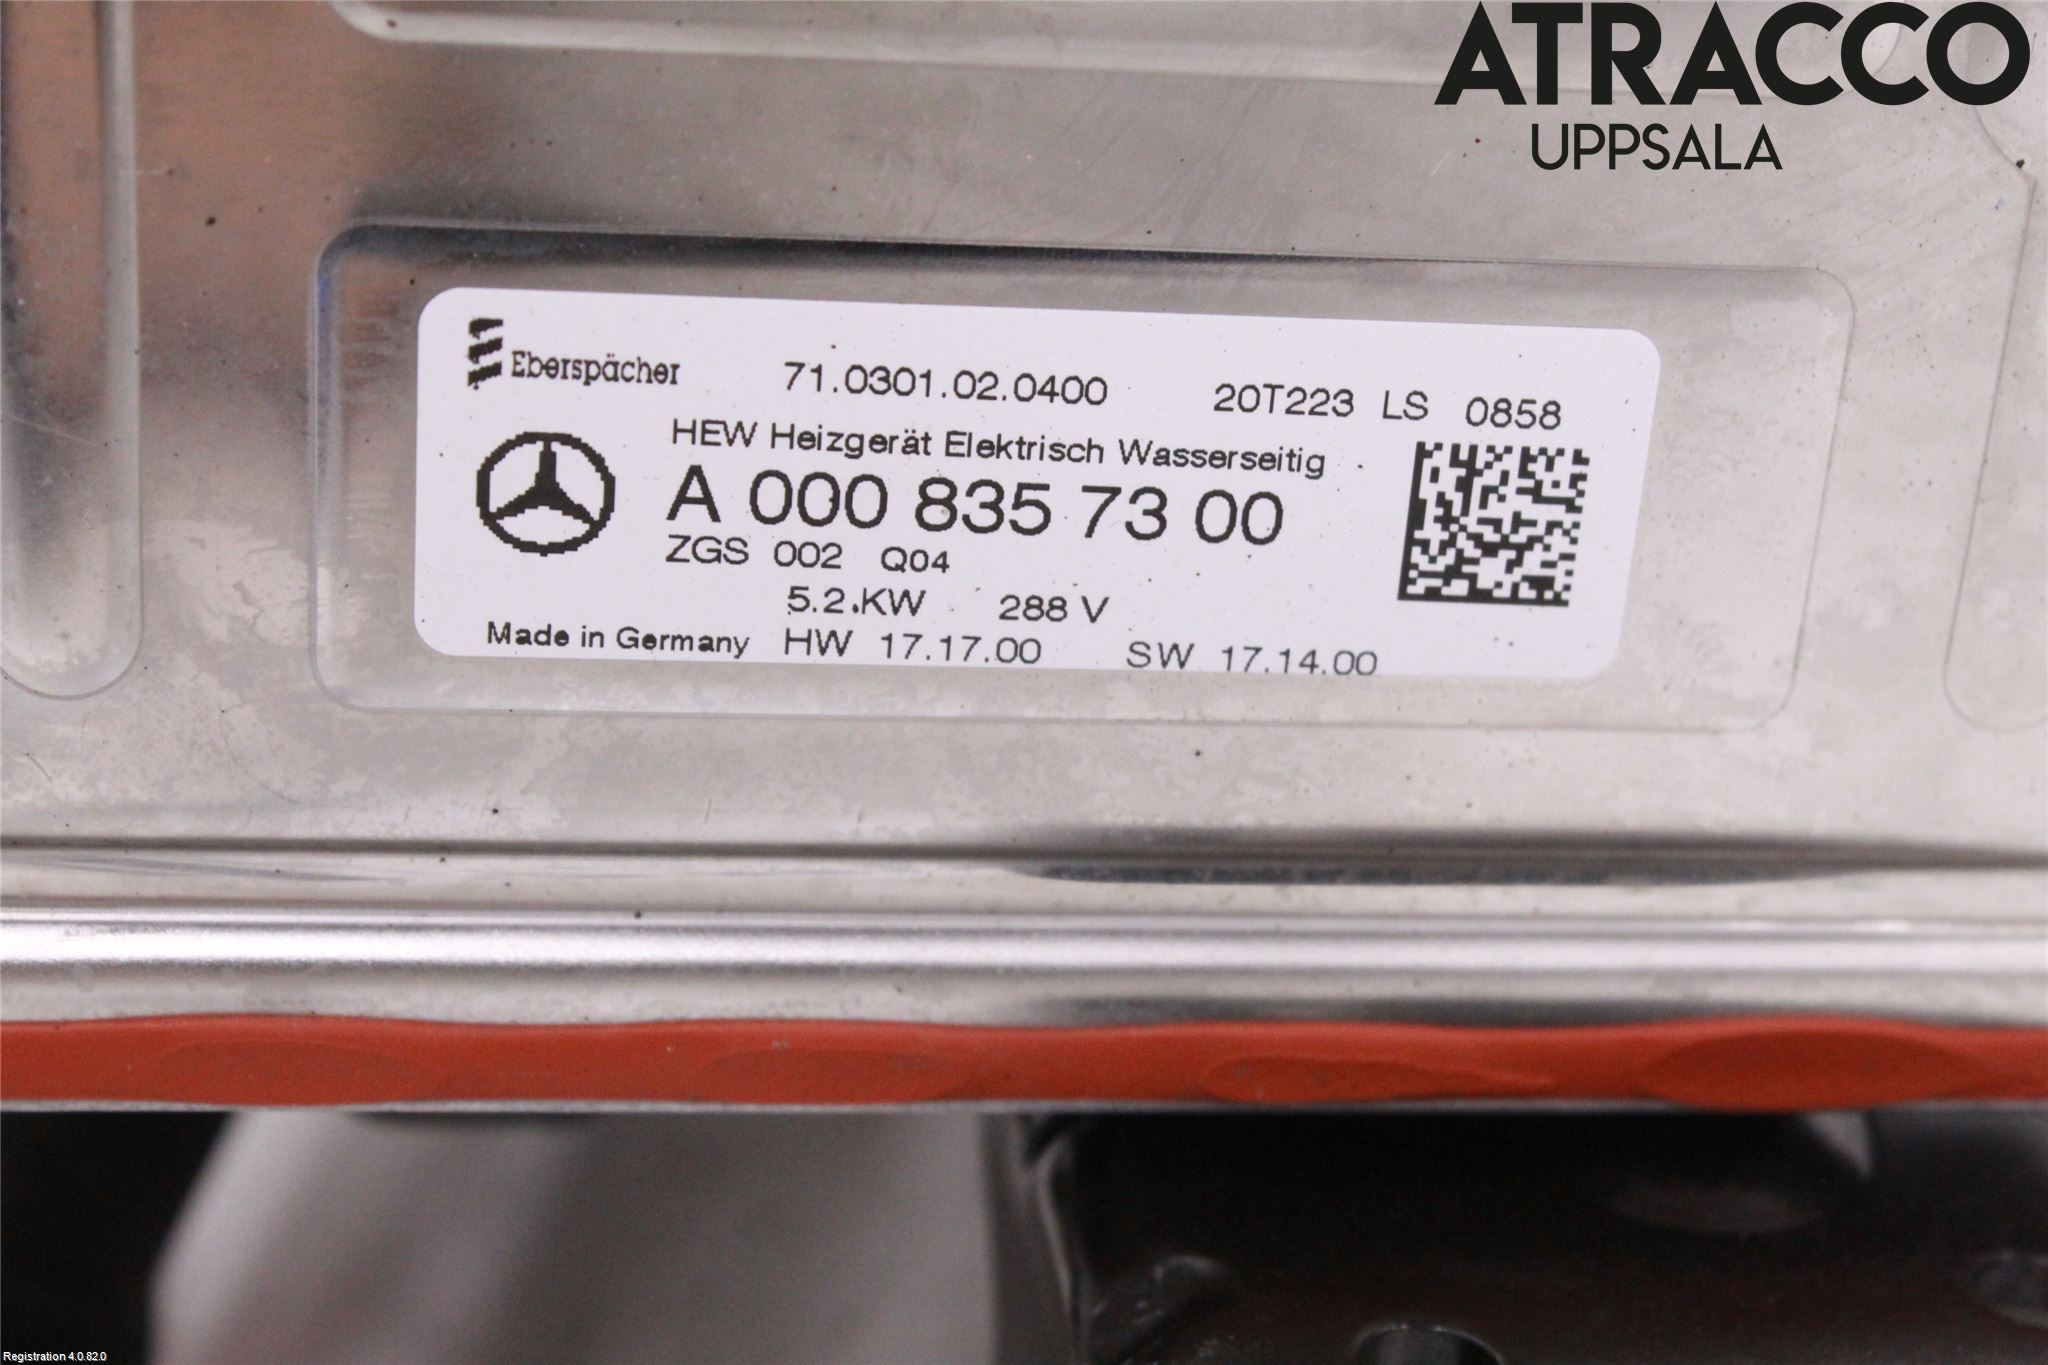 ATRACCO
UPPSALA
Eberspächer 71.0301.02.0400 20T223 LS 0858
HEW Heizgerät Elektrisch Wasserseitig
A 000 835 73 00
ZGS 002 Q04
5.2.KW 288 V
Made in Germany HW 17.17.00 SW 17.14.00
Registration 4.0.82.0